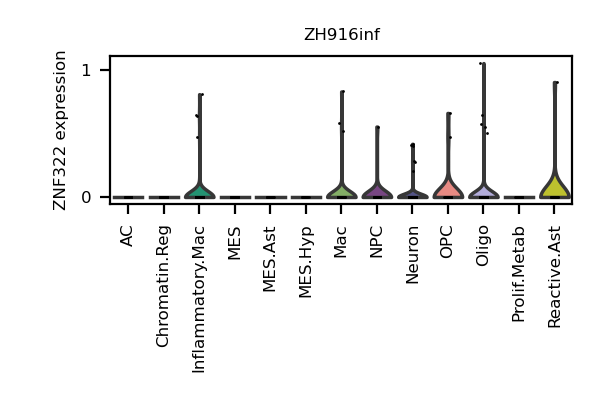 ZH916inf
ZNF322 expression
1
0
AC
Chromatin.Reg
Inflammatory.Mac
MES
MES.Ast
MES.Hyp
Mac
NPC
Neuron
OPC
Oligo
Prolif.Metab
Reactive.Ast